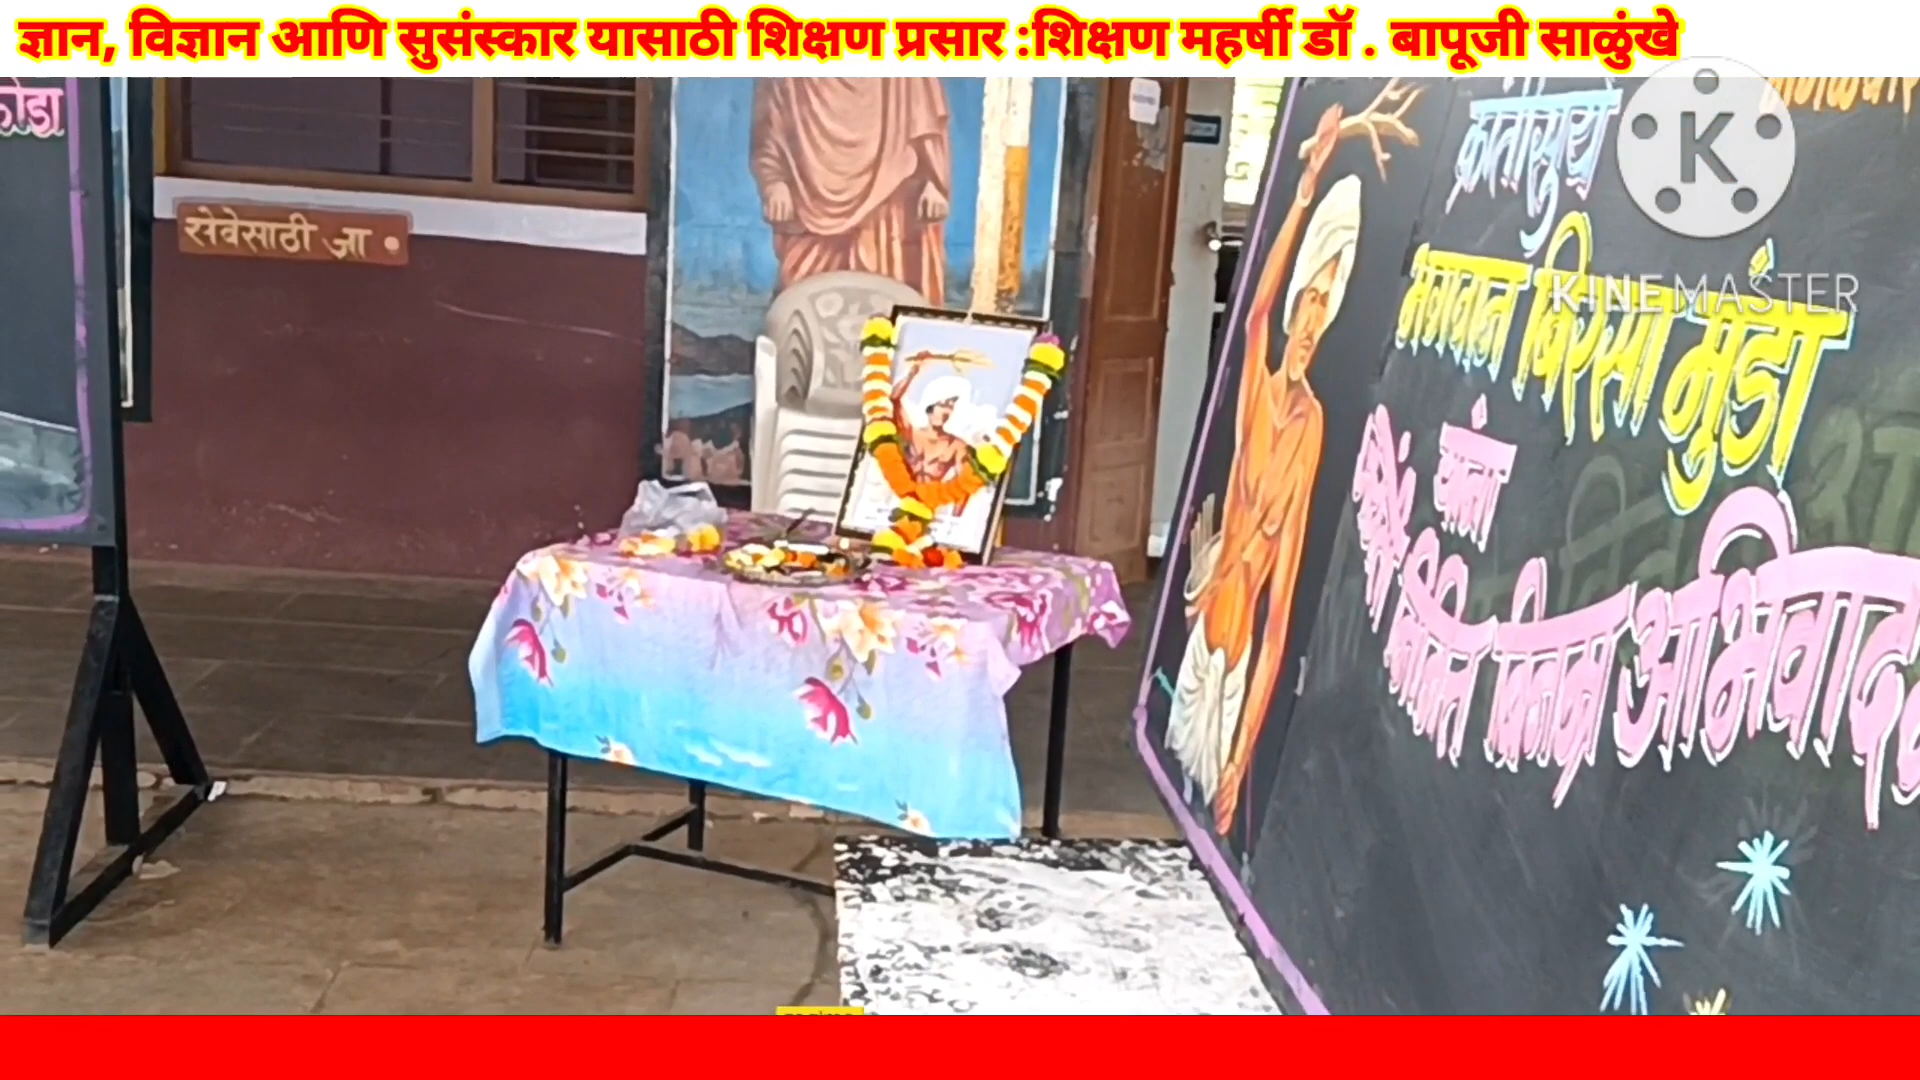 ज्ञान, विज्ञान आणि सुसंस्कार यासाठी शिक्षण प्रसार :शिक्षण महर्षी डॉ . बापूजी साळुंखे
सेवेसाठी जा
क्रांतीसुर्य
भगवान बिरसा मुंडा
यांना
विनम्र अभिवादन
K
KINEMASTER